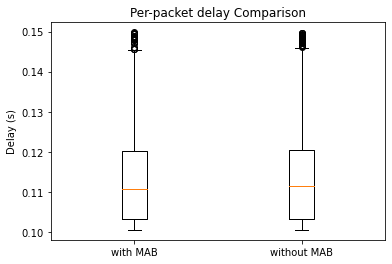 Per-packet delay Comparison
Delay (s)
0.15
0.14
0.13
0.12
0.11
0.10
with MAB
without MAB